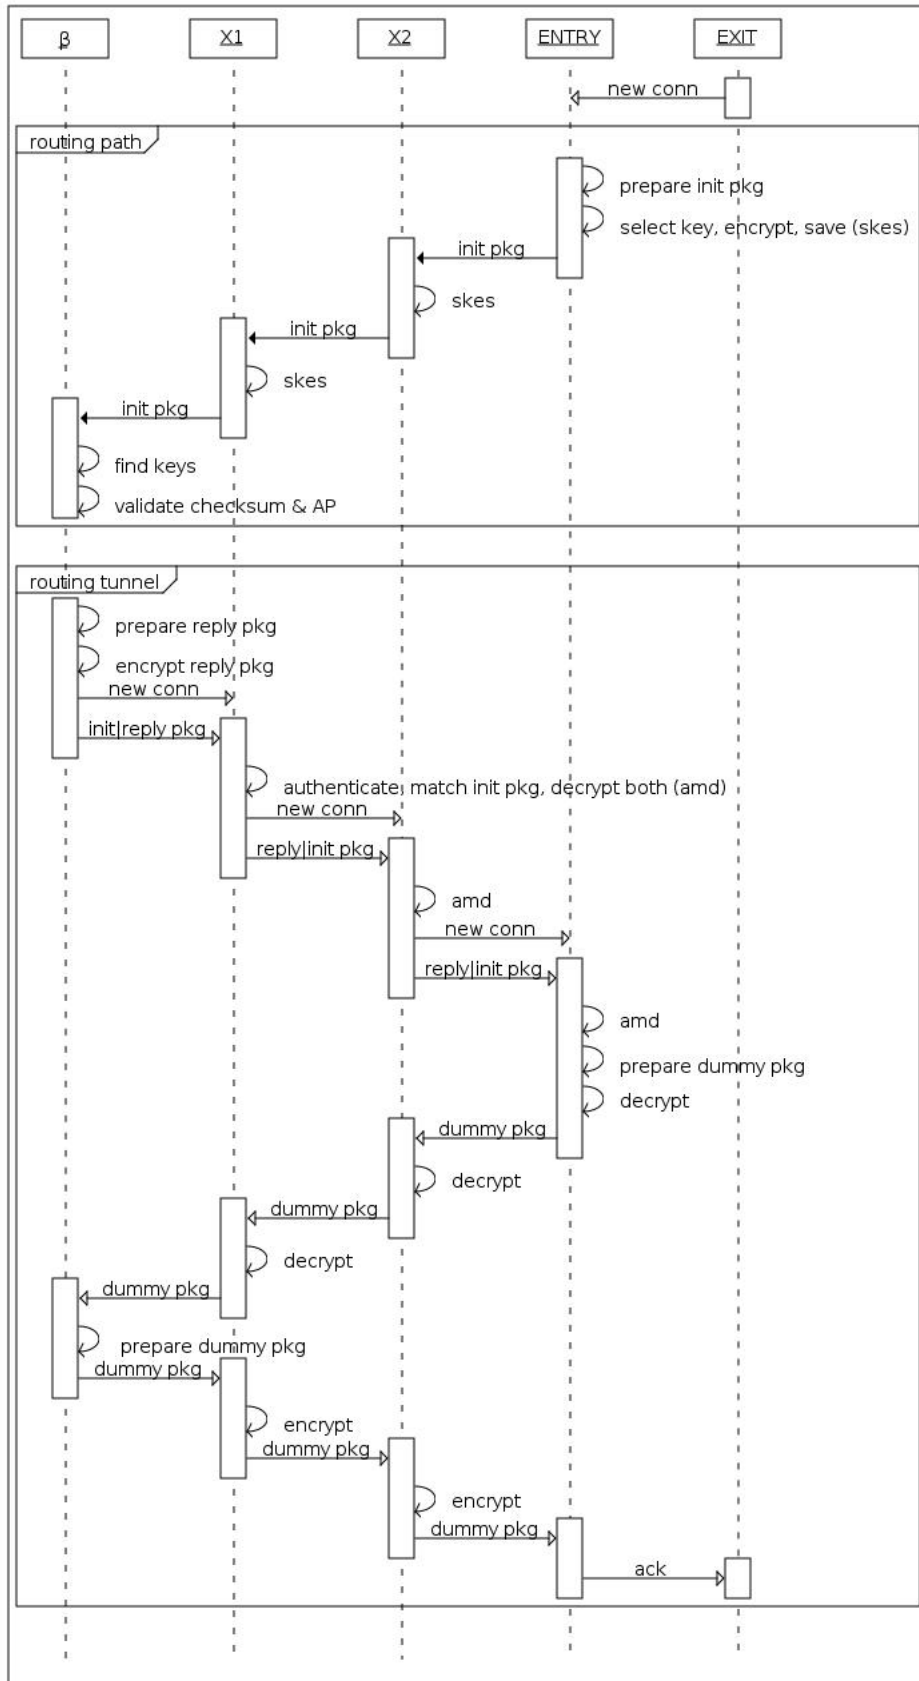 β X1 X2 ENTRY EXIT
new conn
routing path
prepare init pkg
select key, encrypt, save (skes)
init pkg
skes
init pkg
skes
init pkg
find keys
validate checksum & AP
routing tunnel
prepare reply pkg
encrypt reply pkg
new conn
init|reply pkg
authenticate, match init pkg, decrypt both (amd)
new conn
reply|init pkg
amd
new conn
reply|init pkg
amd
prepare dummy pkg
decrypt
dummy pkg
decrypt
dummy pkg
decrypt
dummy pkg
prepare dummy pkg
dummy pkg
encrypt
dummy pkg
encrypt
dummy pkg
ack